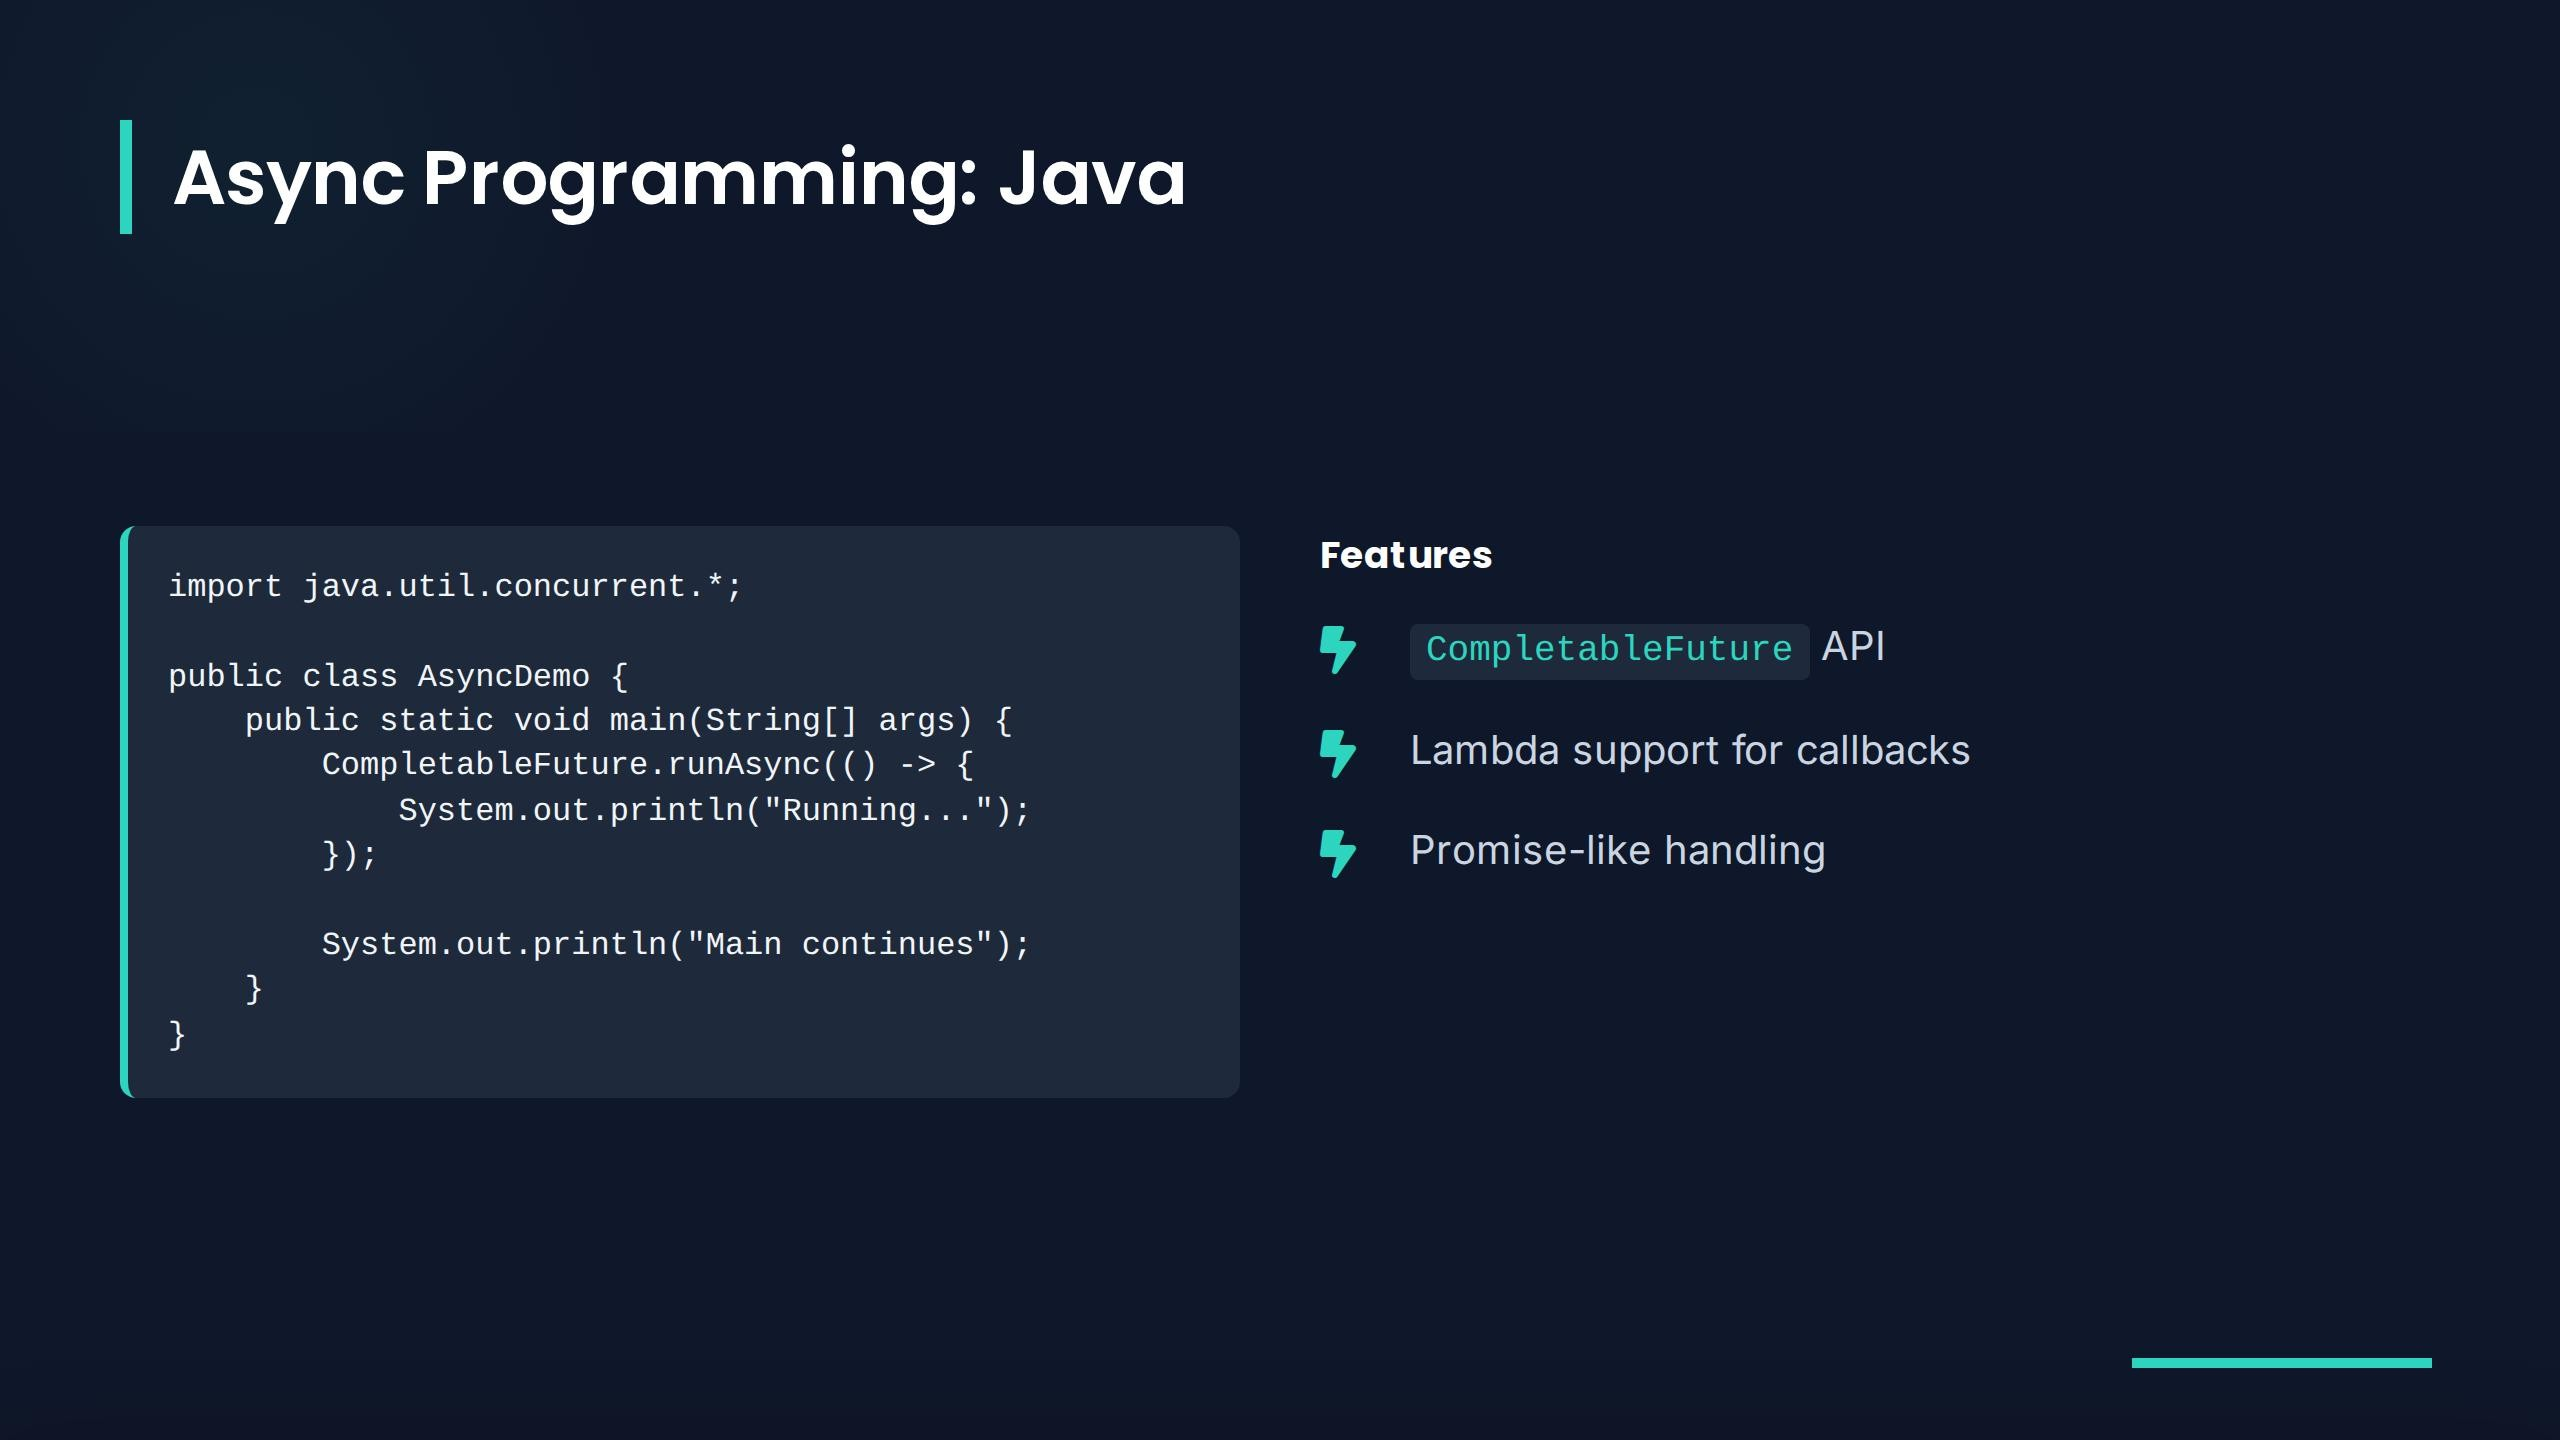 Async Programming: Java
import java.util.concurrent.*;
public class AsyncDemo {
    public static void main(String[] args) {
        CompletableFuture.runAsync(() -> {
            System.out.println("Running...");
        });
        System.out.println("Main continues");
    }
}
Features
CompletableFuture API
Lambda support for callbacks
Promise-like handling